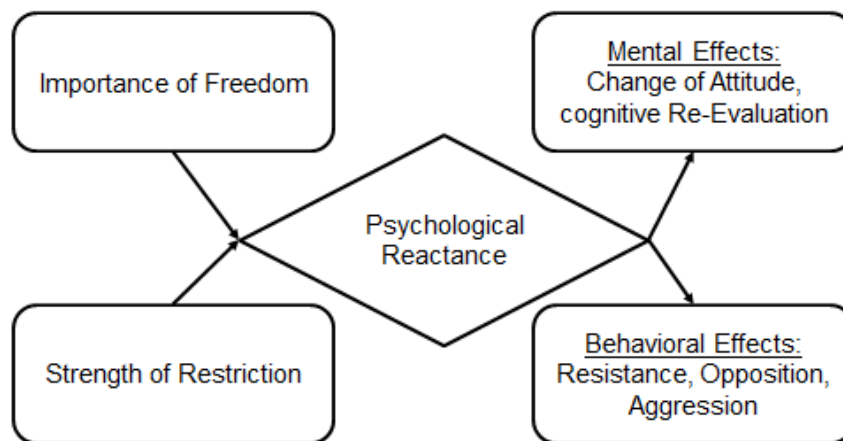 Importance of Freedom
Strength of Restriction
Psychological
Reactance
Mental Effects:
Change of Attitude,
cognitive Re-Evaluation
Behavioral Effects:
Resistance, Opposition,
Aggression